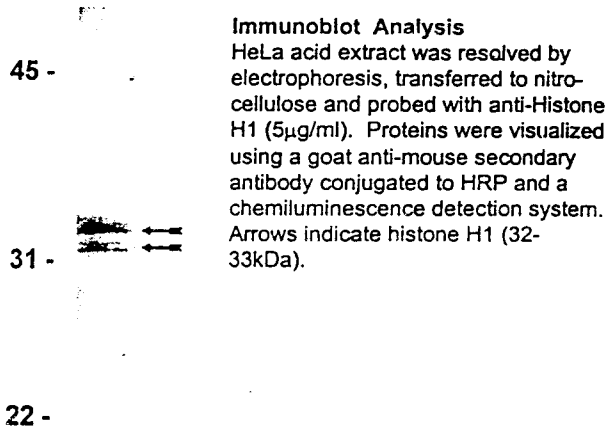 Immunoblot Analysis
HeLa acid extract was resolved by
45 -
electrophoresis, transferred to nitro-
cellulose and probed with anti-Histone
H1 (5µg/ml). Proteins were visualized
using a goat anti-mouse secondary
antibody conjugated to HRP and a
chemiluminescence detection system.
Arrows indicate histone H1 (32-
33kDa).
31 -
22 -